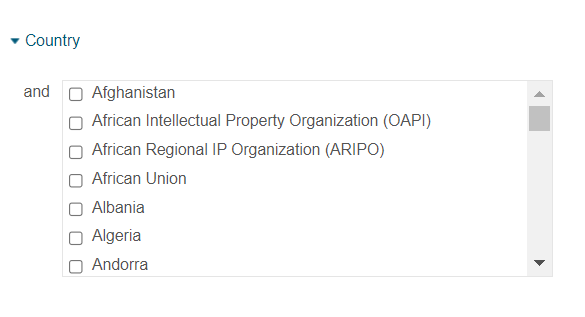 Country
and
Afghanistan
African Intellectual Property Organization (OAPI)
African Regional IP Organization (ARIPO)
African Union
Albania
Algeria
Andorra